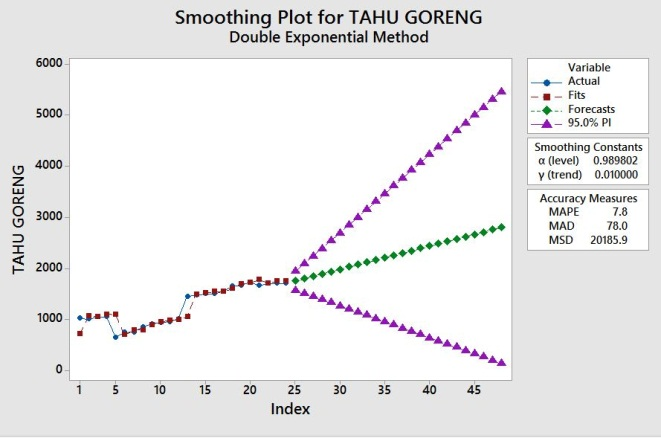 Smoothing Plot for TAHU GORENG
Double Exponential Method
6000
5000
4000
3000
2000
1000
0
TAHU GORENG
1 5 10 15 20 25 30 35 40 45
Index
Variable
Actual
Fits
Forecasts
95.0% PI
Smoothing Constants
α (level) 0.989802
γ (trend) 0.010000
Accuracy Measures
MAPE 7.8
MAD 78.0
MSD 20185.9